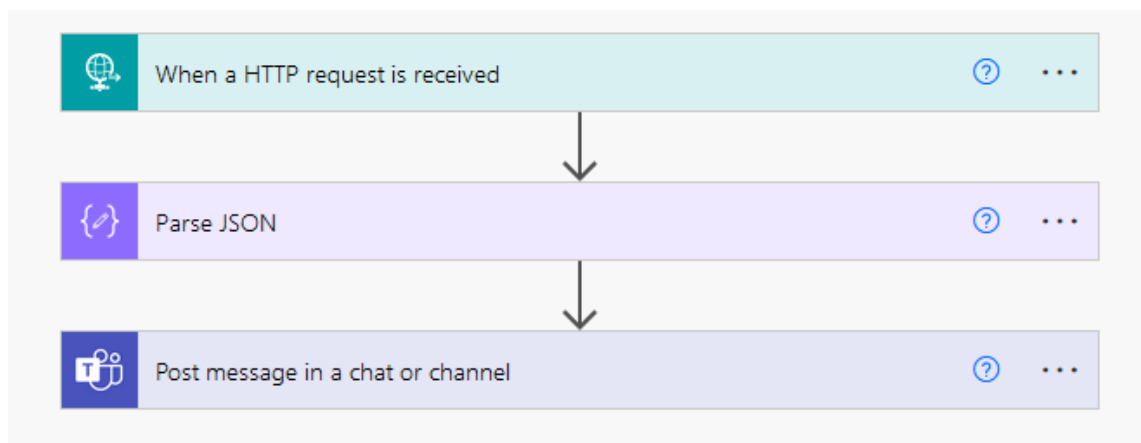 When a HTTP request is received
Parse JSON
Post message in a chat or channel